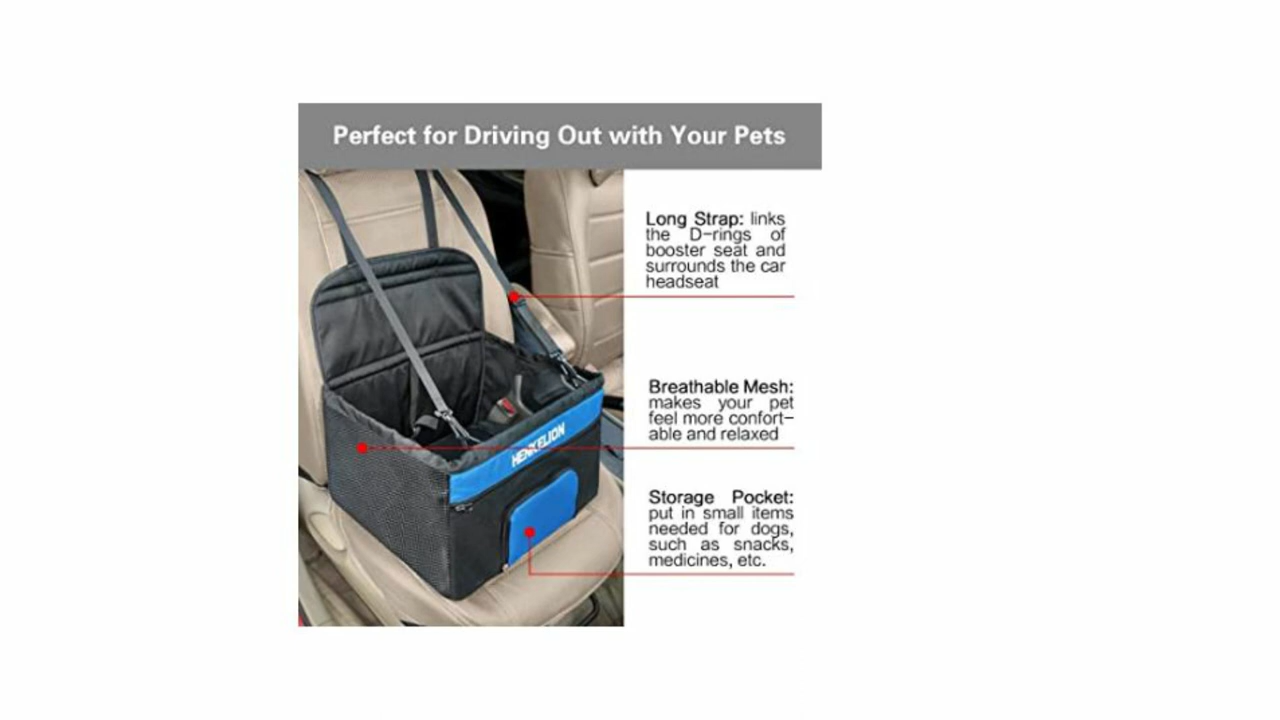 Perfect for Driving Out with Your Pets
Long Strap: links
the D-rings of
booster seat and
surrounds the car
headseat
Breathable Mesh:
makes your pet
feel more confort-
able and relaxed
HENKELION
Storage Pocket:
put in small items
needed for dogs,
such as snacks,
medicines, etc.